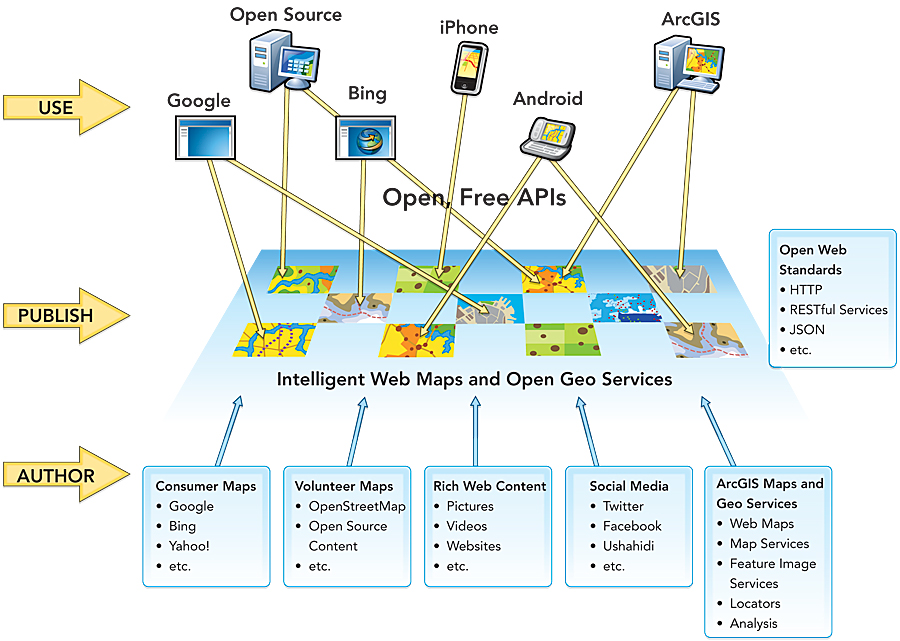 Open Source
iPhone
ArcGIS
USE
Google
Bing
Android
Open, Free APIs
PUBLISH
Open Web
Standards
• HTTP
• RESTful Services
• JSON
• etc.
Intelligent Web Maps and Open Geo Services
AUTHOR
Consumer Maps
• Google
• Bing
• Yahoo!
• etc.
Volunteer Maps
• OpenStreetMap
• Open Source
Content
• etc.
Rich Web Content
• Pictures
• Videos
• Websites
• etc.
Social Media
• Twitter
• Facebook
• Ushahidi
• etc.
ArcGIS Maps and
Geo Services
• Web Maps
• Map Services
• Feature Image
Services
• Locators
• Analysis